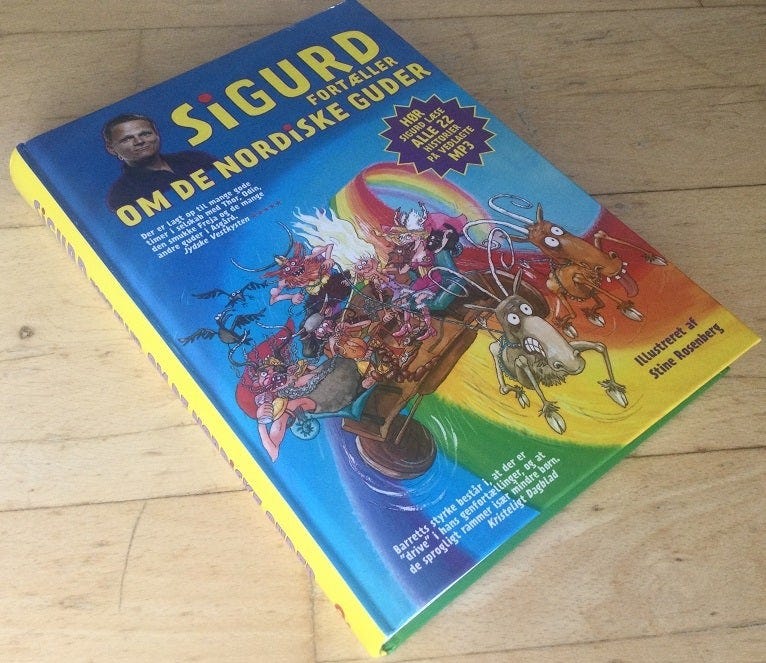 SiGURD
FORTÆLLER
OM DE NORDISKE GUDER
HØR
SIGURD LÆSE
ALLE 22
HISTORIER
PÅ VEDLAGTE
MP3
Der er lagt op til mange gode
timer i selskab med Thor, Odin,
den smukke Freja og de mange
andre guder i Asgård.
Jydske Vestkysten
Illustreret af
Stine Rosenberg
Barretts styrke består i, at der er
"drive" i hans genfortællinger, og at
de sprogligt rammer især mindre børn.
Kristeligt Dagblad
SiGURD